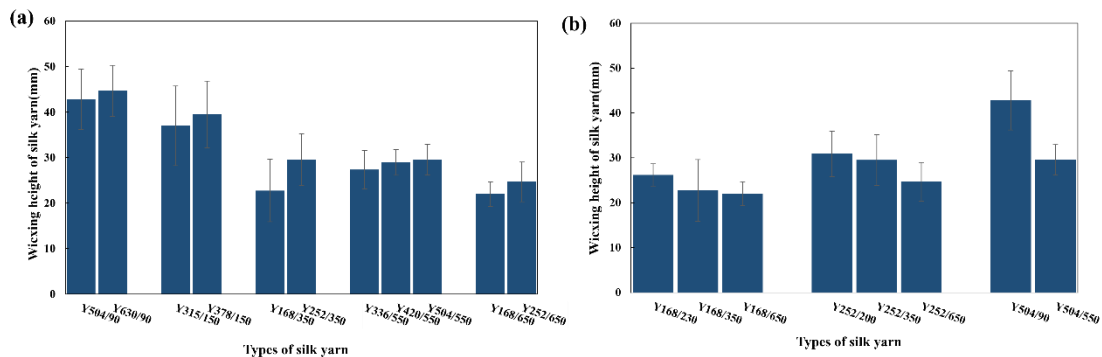 (a)
Wicxing height of silk yarn(mm)
60
50
40
30
20
10
0
Y504/90
Y630/90
Y315/150
Y378/150
Y168/350
Y252/350
Y336/550
Y420/550
Y504/550
Y168/650
Y252/650
Types of silk yarn
(b)
Wicxing height of silk yarn(mm)
60
50
40
30
20
10
0
Y168/230
Y168/350
Y168/650
Y252/200
Y252/350
Y252/650
Y504/90
Y504/550
Types of silk yarn